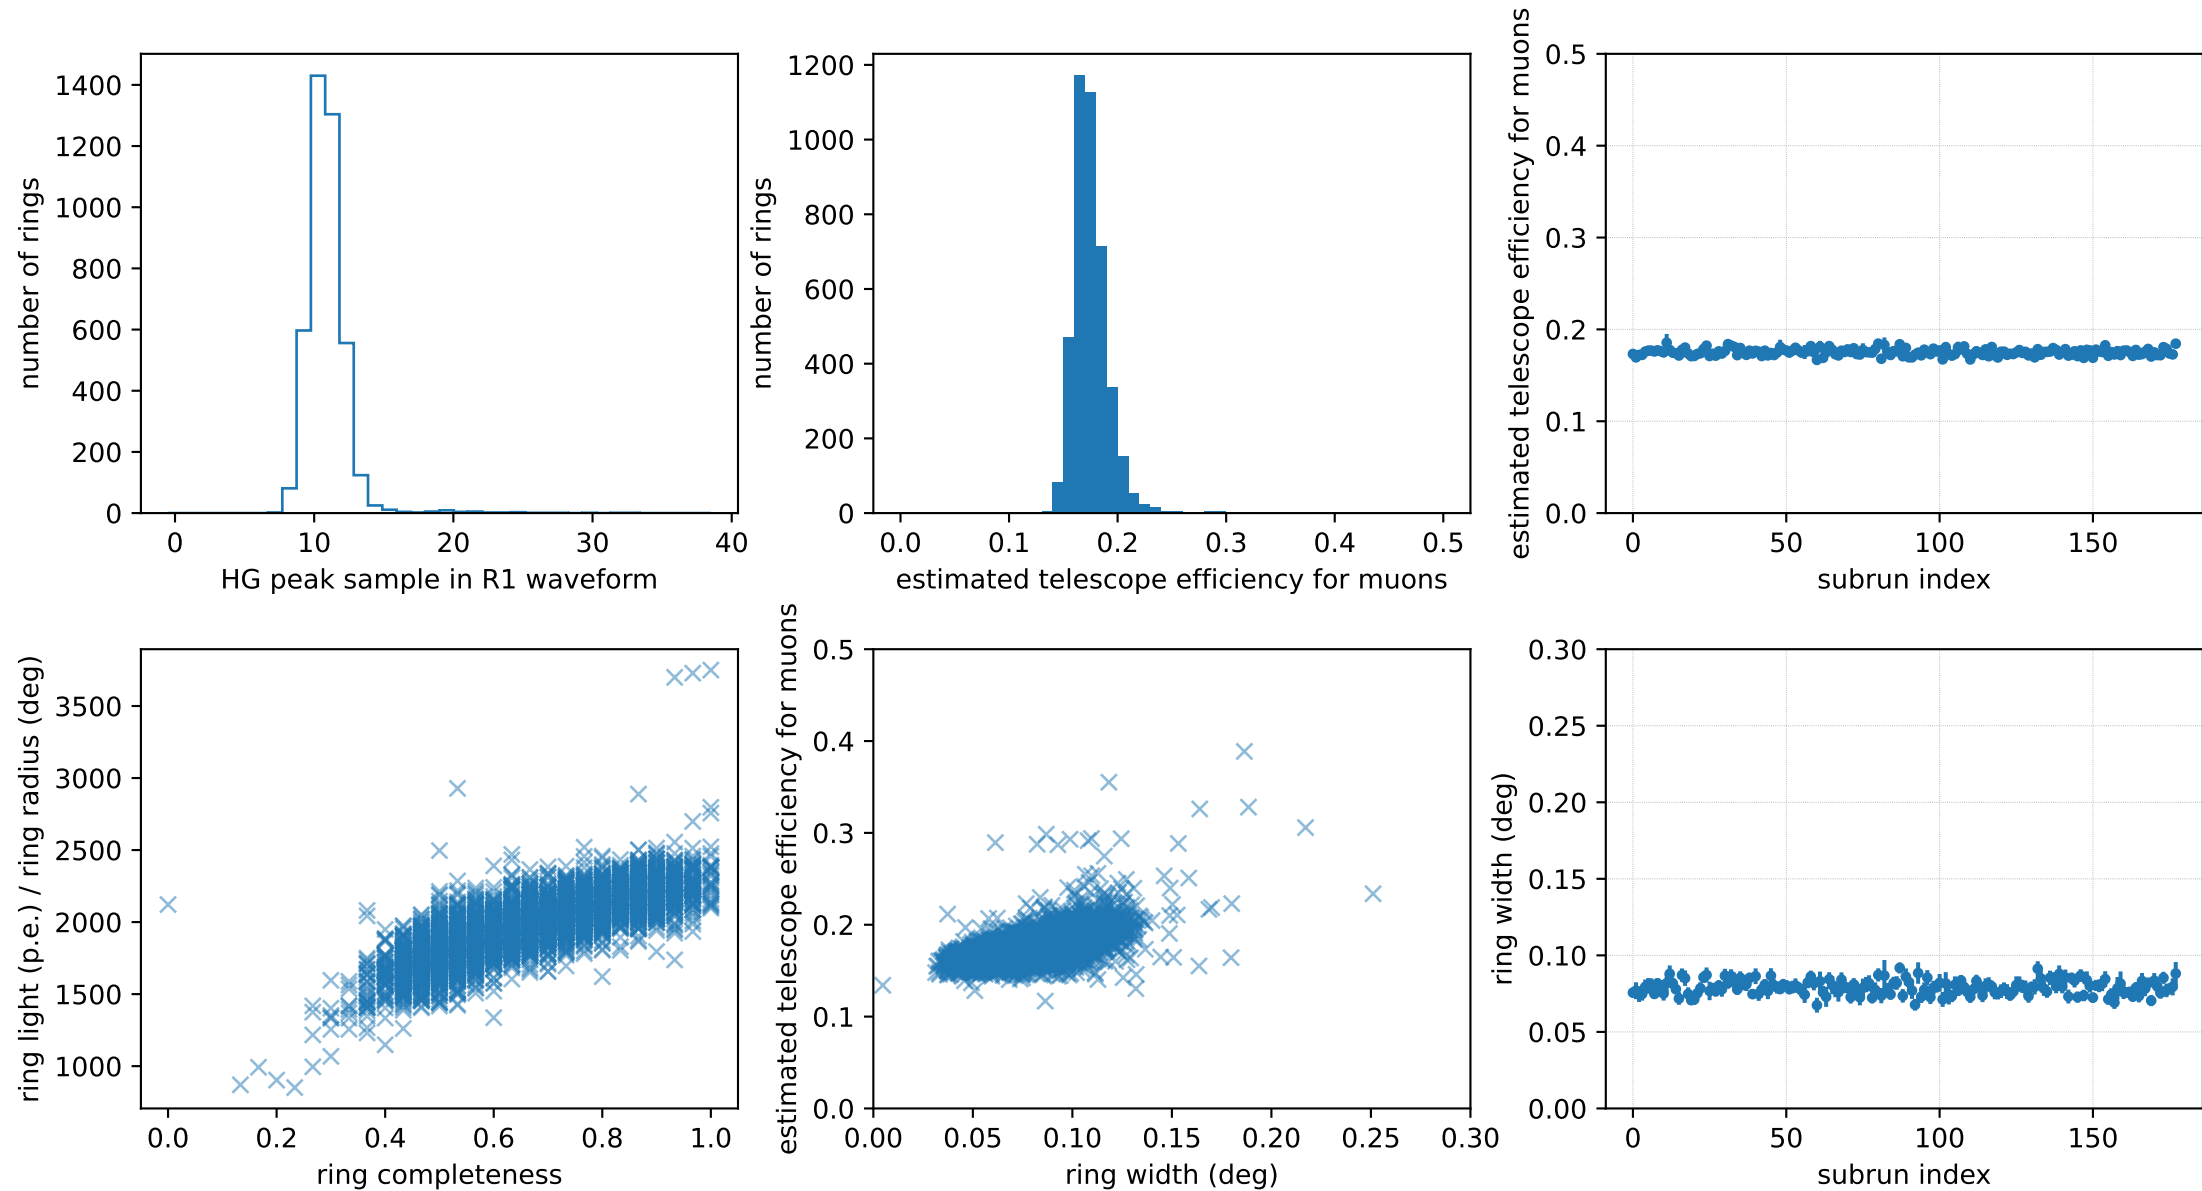 number of rings
1400
1200
1000
800
600
400
200
0
0 10 20 30 40
HG peak sample in R1 waveform
number of rings
1200
1000
800
600
400
200
0
0.0 0.1 0.2 0.3 0.4 0.5
estimated telescope efficiency for muons
estimated telescope efficiency for muons
0.5
0.4
0.3
0.2
0.1
0.0
0 50 100 150
subrun index
ring light (p.e.) / ring radius (deg)
3500
3000
2500
2000
1500
1000
0.0 0.2 0.4 0.6 0.8 1.0
ring completeness
estimated telescope efficiency for muons
0.5
0.4
0.3
0.2
0.1
0.0
0.00 0.05 0.10 0.15 0.20 0.25 0.30
ring width (deg)
ring width (deg)
0.30
0.25
0.20
0.15
0.10
0.05
0.00
0 50 100 150
subrun index